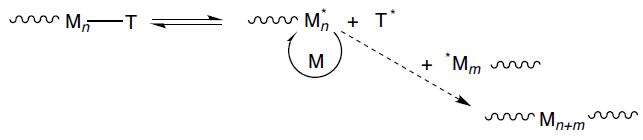 Mₙ—T ⇌ Mₙ* + T*
M
+ *Mₘ
Mₙ₊ₘ